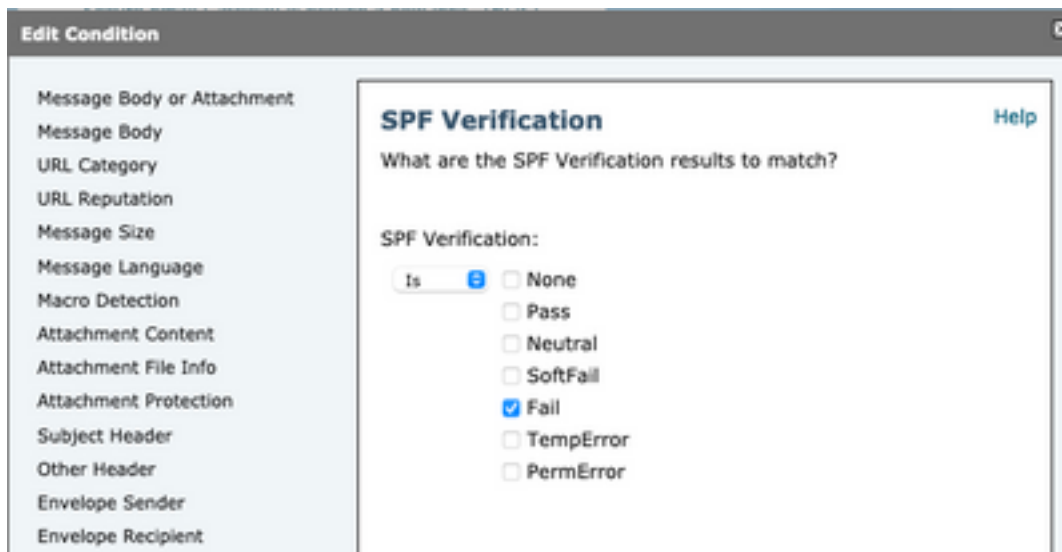 Edit Condition
Message Body or Attachment
Message Body
URL Category
URL Reputation
Message Size
Message Language
Macro Detection
Attachment Content
Attachment File Info
Attachment Protection
Subject Header
Other Header
Envelope Sender
Envelope Recipient
SPF Verification
Help
What are the SPF Verification results to match?
SPF Verification:
Is
None
Pass
Neutral
SoftFail
Fail
TempError
PermError